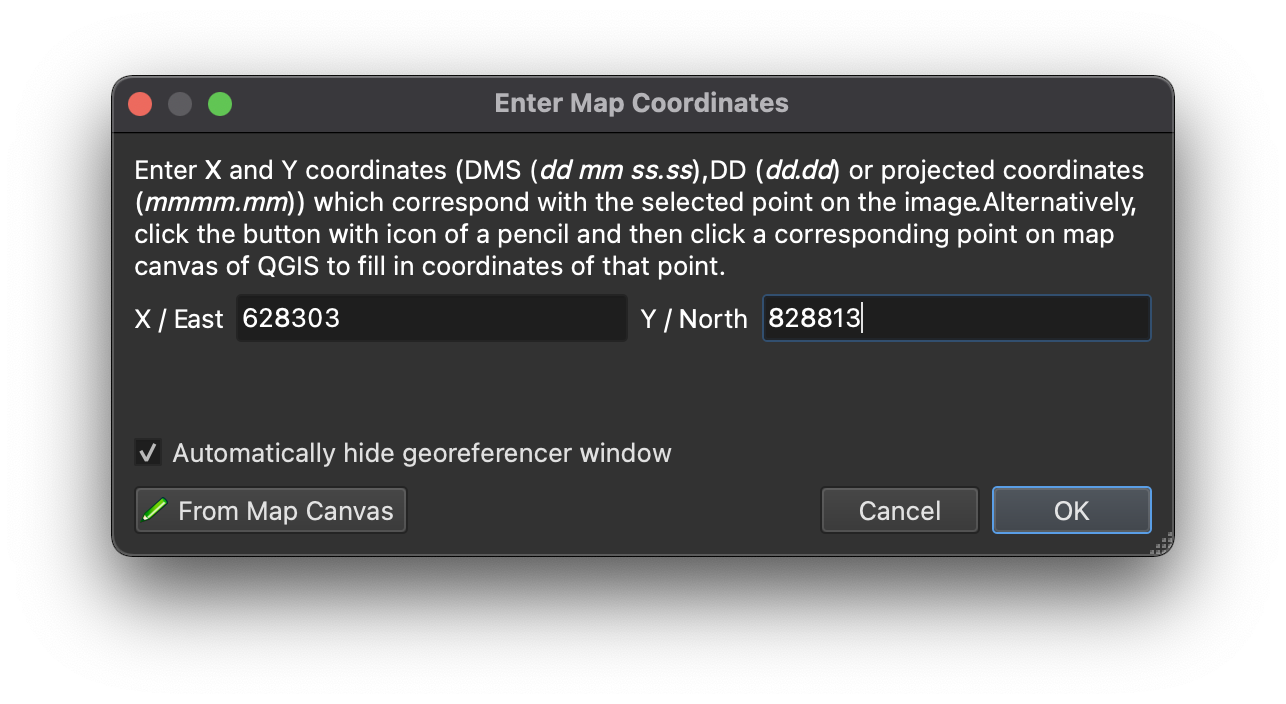 Enter Map Coordinates
Enter X and Y coordinates (DMS (dd mm ss.ss),DD (dd.dd) or projected coordinates
(mmmm.mm)) which correspond with the selected point on the image.Alternatively,
click the button with icon of a pencil and then click a corresponding point on map
canvas of QGIS to fill in coordinates of that point.
X / East 628303 Y / North 828813
Automatically hide georeferencer window
From Map Canvas Cancel OK